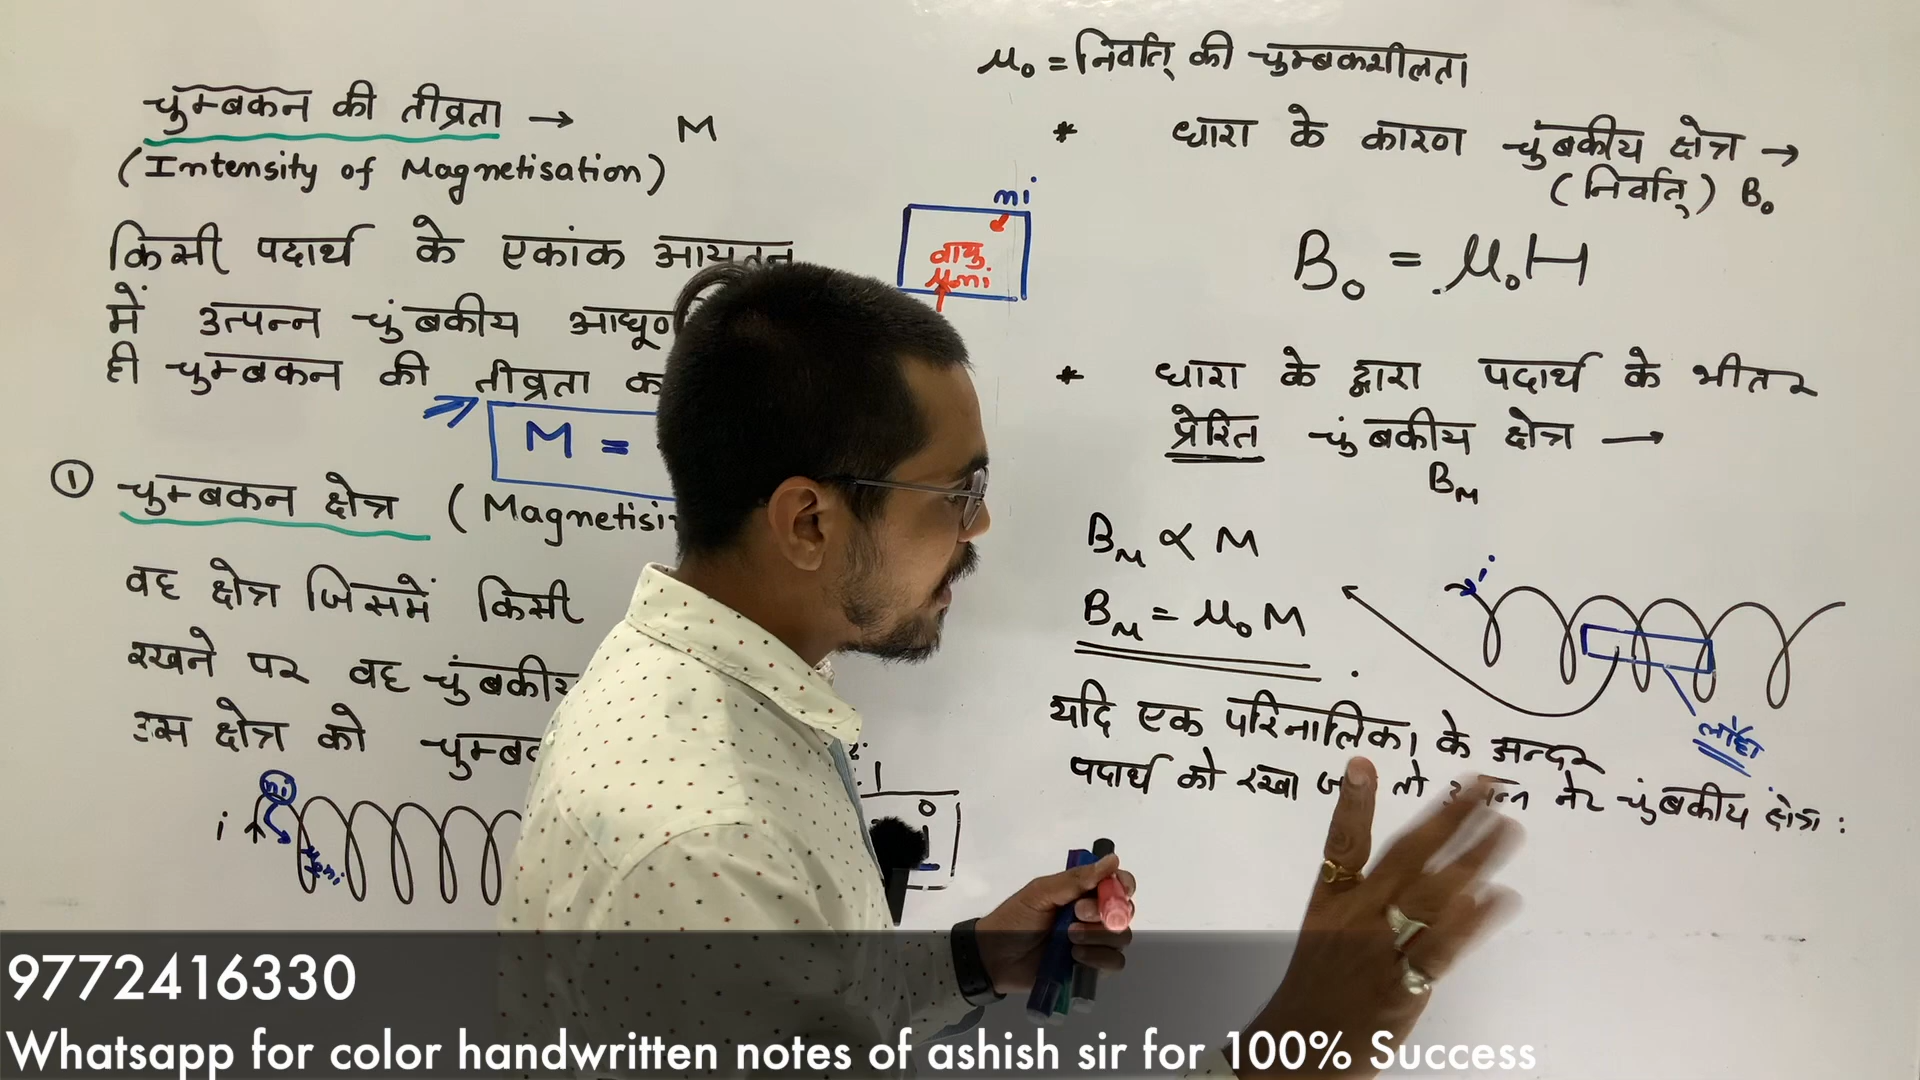 चुम्बकन की तीव्रता → M
(Intensity of Magnetisation)
किसी पदार्थ के एकांक आयतन
में उत्पन्न चुंबकीय आघूर्ण
ही चुम्बकन की तीव्रता
M =
① चुम्बकन क्षेत्र (Magnetisi
वह क्षेत्र जिसमें किसी
रखने पर वह चुंबकीय
उस क्षेत्र को
ni
i
ni
वायु
μ₀ni
μ₀ = निर्वात् की चुम्बकशीलता
* धारा के कारण चुंबकीय क्षेत्र →
(निर्वात्) B₀
B₀ = μ₀H
* धारा के द्वारा पदार्थ के भीतर
प्रेरित चुंबकीय क्षेत्र →
B_M
B_M ∝ M
B_M = μ₀M
i
लोहा
यदि एक परिनालिका के अन्दर
पदार्थ को रखा तो नेट चुंबकीय क्षेत्र :
9772416330
Whatsapp for color handwritten notes of ashish sir for 100% Success